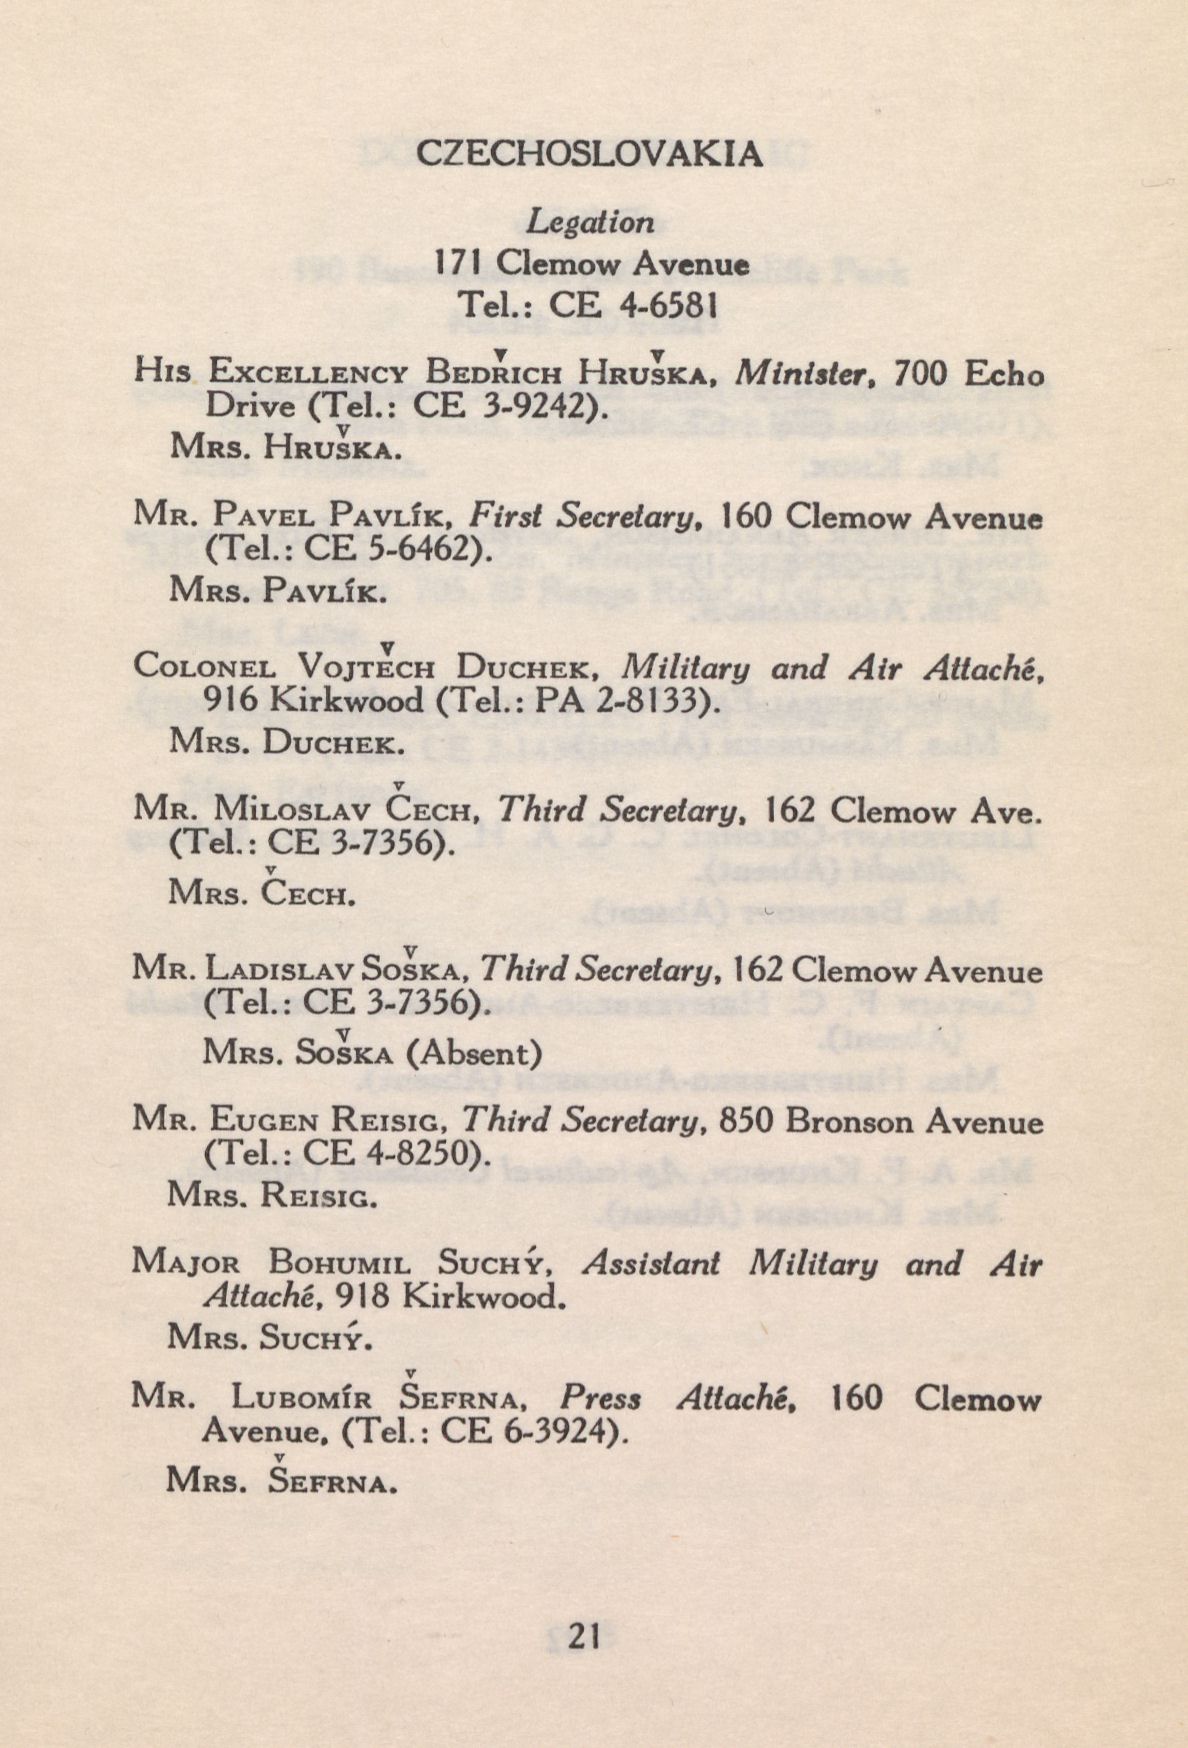 CZECHOSLOVAKIA
Legation
171 Clemow Avenue
Tel.: CE 4-6581
His Excellency Bedřich Hruška, Minister, 700 Echo
Drive (Tel.: CE 3-9242).
Mrs. Hruška.
Mr. Pavel Pavlík, First Secretary, 160 Clemow Avenue
(Tel.: CE 5-6462).
Mrs. Pavlík.
Colonel Vojtěch Duchek, Military and Air Attaché,
916 Kirkwood (Tel.: PA 2-8133).
Mrs. Duchek.
Mr. Miloslav Čech, Third Secretary, 162 Clemow Ave.
(Tel.: CE 3-7356).
Mrs. Čech.
Mr. Ladislav Soška, Third Secretary, 162 Clemow Avenue
(Tel.: CE 3-7356).
Mrs. Soška (Absent)
Mr. Eugen Reisig, Third Secretary, 850 Bronson Avenue
(Tel.: CE 4-8250).
Mrs. Reisig.
Major Bohumil Suchý, Assistant Military and Air
Attaché, 918 Kirkwood.
Mrs. Suchý.
Mr. Lubomír Šefrna, Press Attaché, 160 Clemow
Avenue, (Tel.: CE 6-3924).
Mrs. Šefrna.
21